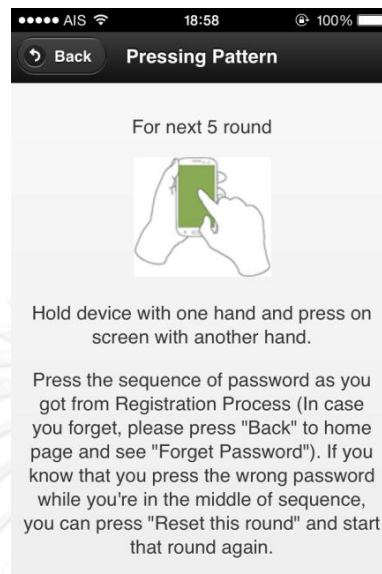 AIS 18:58 100%
Back Pressing Pattern
For next 5 round
Hold device with one hand and press on
screen with another hand.
Press the sequence of password as you
got from Registration Process (In case
you forget, please press "Back" to home
page and see "Forget Password"). If you
know that you press the wrong password
while you're in the middle of sequence,
you can press "Reset this round" and start
that round again.